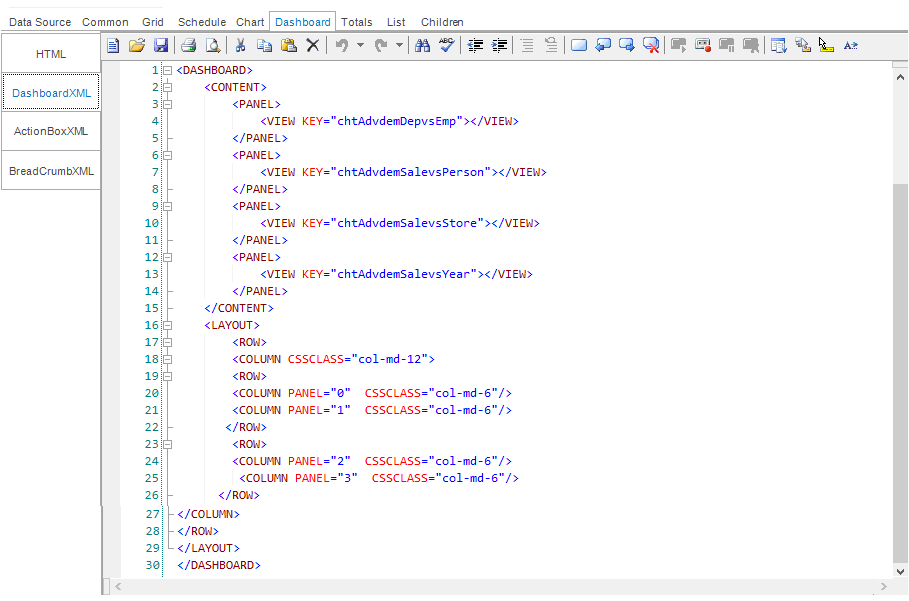 Data Source Common Grid Schedule Chart Dashboard Totals List Children
HTML
DashboardXML
ActionBoxXML
BreadCrumbXML
ABC
1 <DASHBOARD>
2 <CONTENT>
3 <PANEL>
4 <VIEW KEY="chtAdvdemDepvsEmp"></VIEW>
5 </PANEL>
6 <PANEL>
7 <VIEW KEY="chtAdvdemSalevsPerson"></VIEW>
8 </PANEL>
9 <PANEL>
10 <VIEW KEY="chtAdvdemSalevsStore"></VIEW>
11 </PANEL>
12 <PANEL>
13 <VIEW KEY="chtAdvdemSalevsYear"></VIEW>
14 </PANEL>
15 </CONTENT>
16 <LAYOUT>
17 <ROW>
18 <COLUMN CSSCLASS="col-md-12">
19 <ROW>
20 <COLUMN PANEL="0"  CSSCLASS="col-md-6"/>
21 <COLUMN PANEL="1"  CSSCLASS="col-md-6"/>
22 </ROW>
23 <ROW>
24 <COLUMN PANEL="2"  CSSCLASS="col-md-6"/>
25 <COLUMN PANEL="3"  CSSCLASS="col-md-6"/>
26 </ROW>
27 </COLUMN>
28 </ROW>
29 </LAYOUT>
30 </DASHBOARD>